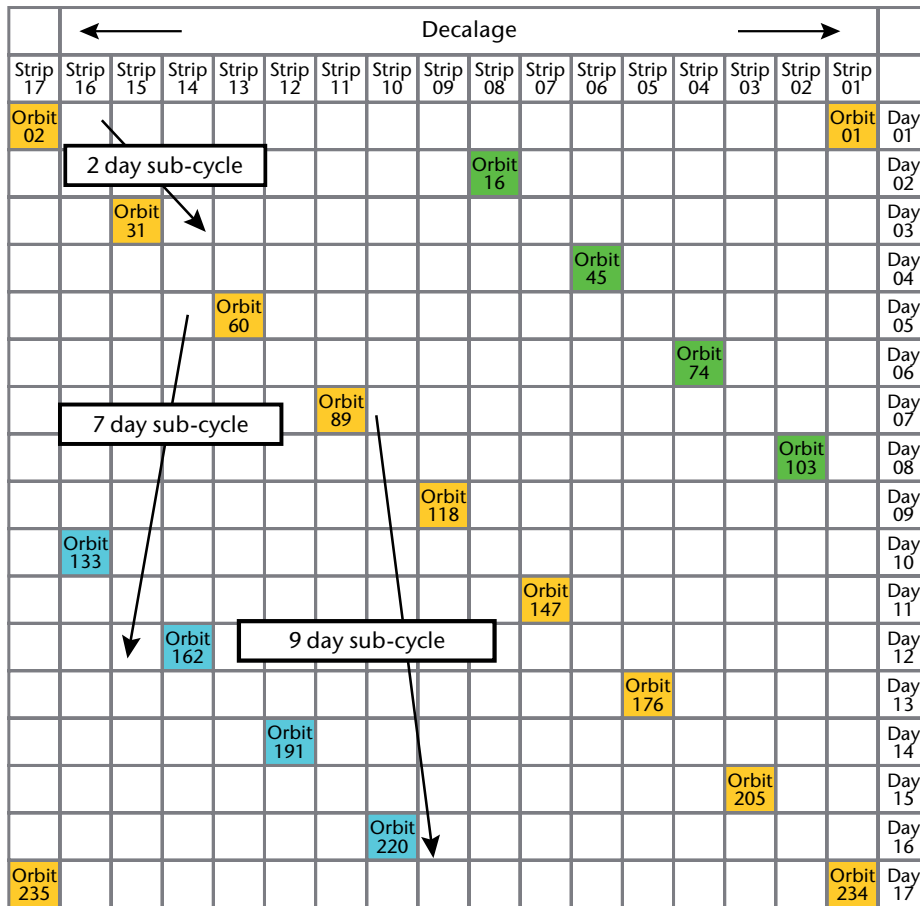 Decalage
Strip Strip Strip Strip Strip Strip Strip Strip Strip Strip Strip Strip Strip Strip Strip Strip Strip
17 16 15 14 13 12 11 10 09 08 07 06 05 04 03 02 01
Orbit Orbit Day
02 01 01
2 day sub-cycle
Orbit Day
16 02
Orbit Day
31 03
Orbit Day
45 04
Orbit Day
60 05
Orbit Day
74 06
Orbit Day
89 07
7 day sub-cycle
Orbit Day
103 08
Orbit Day
118 09
Orbit Day
133 10
Orbit Day
147 11
Orbit Day
162 12
9 day sub-cycle
Orbit Day
176 13
Orbit Day
191 14
Orbit Day
205 15
Orbit Day
220 16
Orbit Orbit Day
235 234 17